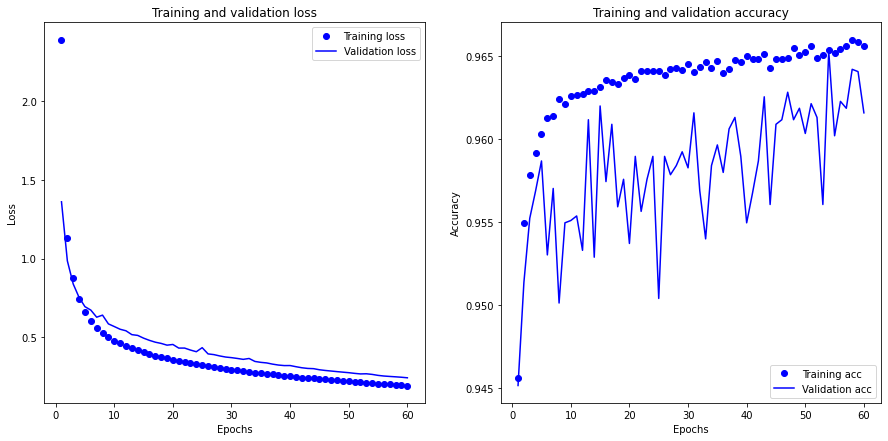 Training and validation loss
Training loss
Validation loss
2.0
1.5
1.0
0.5
Loss
0 10 20 30 40 50 60
Epochs
Training and validation accuracy
0.965
0.960
0.955
0.950
0.945
Accuracy
Training acc
Validation acc
0 10 20 30 40 50 60
Epochs